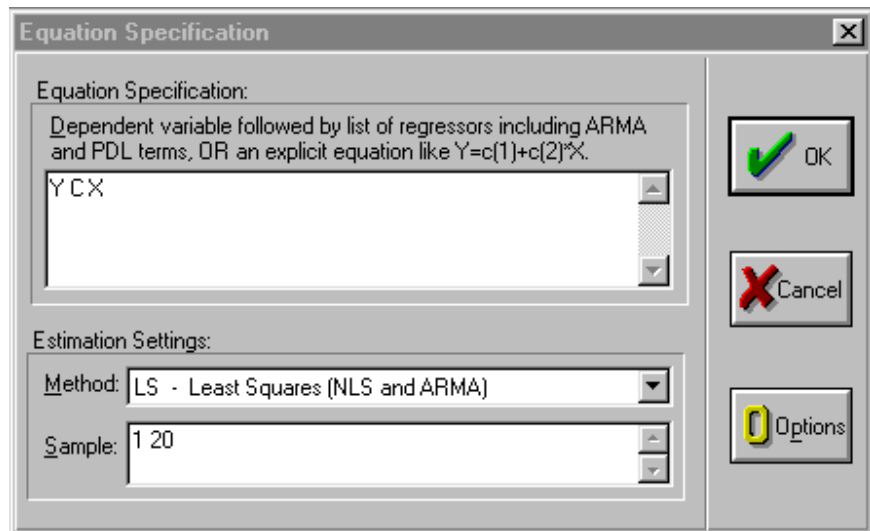 Equation Specification
Equation Specification:
Dependent variable followed by list of regressors including ARMA
and PDL terms, OR an explicit equation like Y=c(1)+c(2)*X.
Y C X
OK
Cancel
Estimation Settings:
Method: LS - Least Squares (NLS and ARMA)
Sample: 1 20
Options